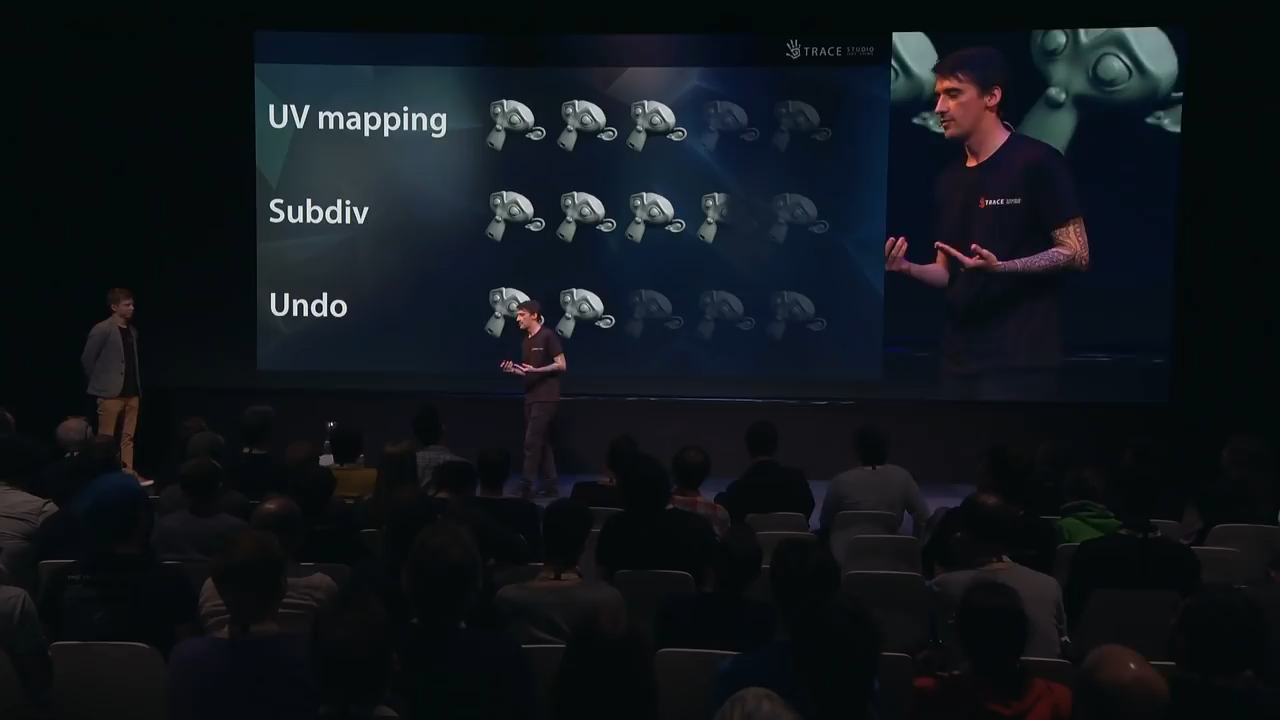 TRACE STUDIO
UV mapping
Subdiv
Undo
TRACE